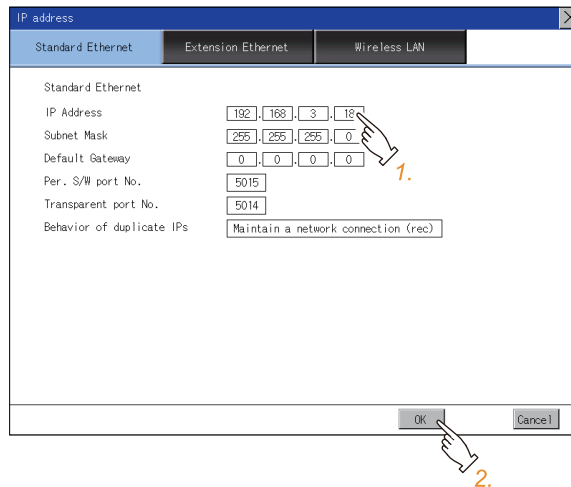 IP address
Standard Ethernet Extension Ethernet Wireless LAN
Standard Ethernet
IP Address 192 . 168 . 3 . 18
Subnet Mask 255 . 255 . 255 . 0
Default Gateway 0 . 0 . 0 . 0
1.
Per. S/W port No. 5015
Transparent port No. 5014
Behavior of duplicate IPs Maintain a network connection (rec)
OK Cancel
2.